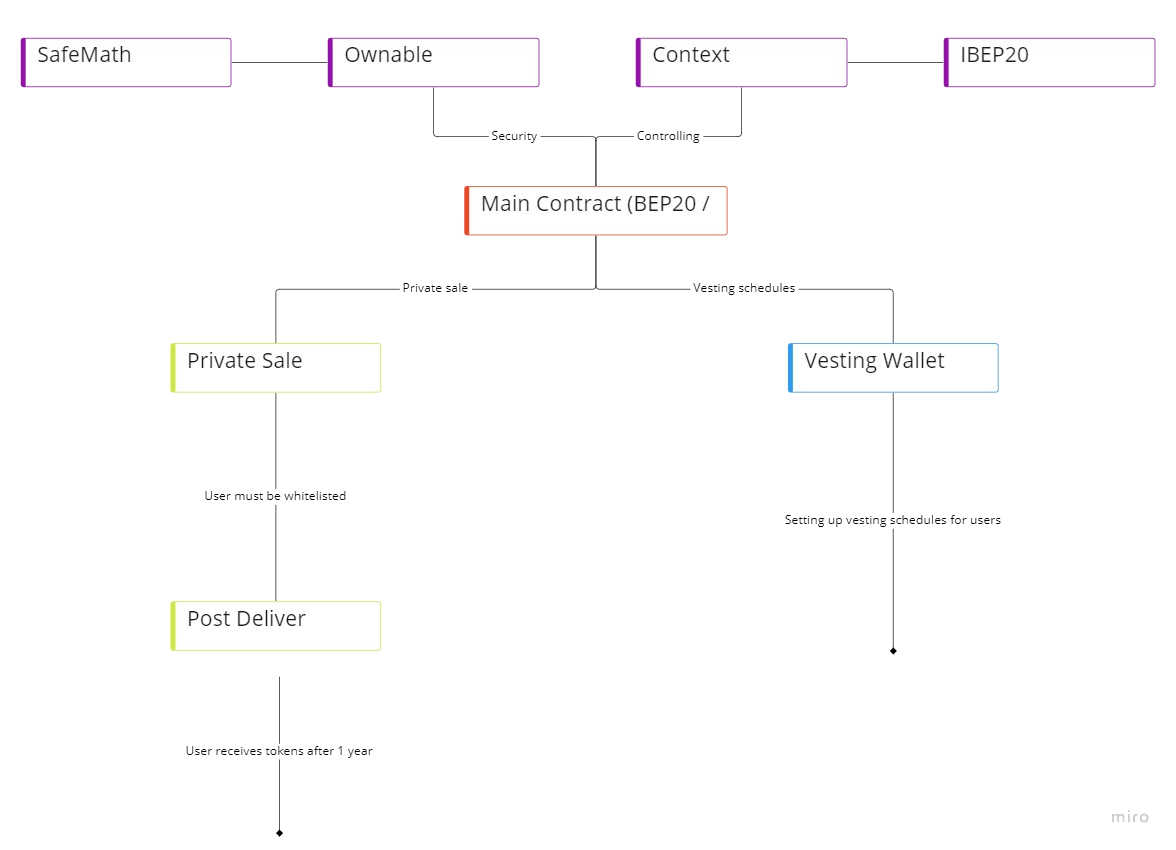 SafeMath
Ownable
Context
IBEP20
Security
Controlling
Main Contract (BEP20 /
Private sale
Vesting schedules
Private Sale
Vesting Wallet
User must be whitelisted
Setting up vesting schedules for users
Post Deliver
User receives tokens after 1 year
miro